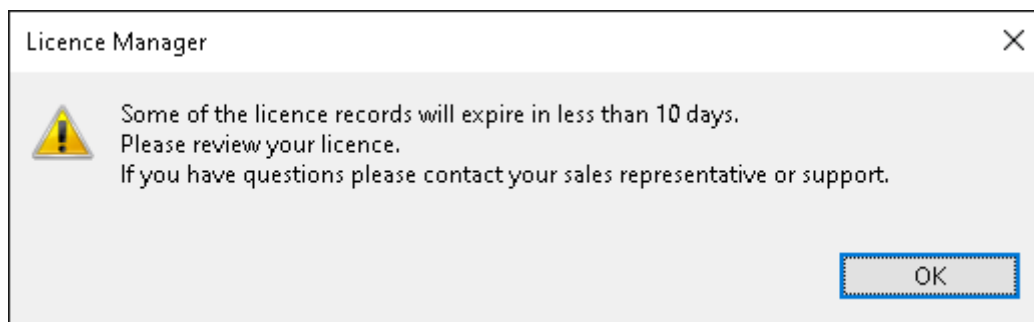 Licence Manager
Some of the licence records will expire in less than 10 days.
Please review your licence.
If you have questions please contact your sales representative or support.
OK